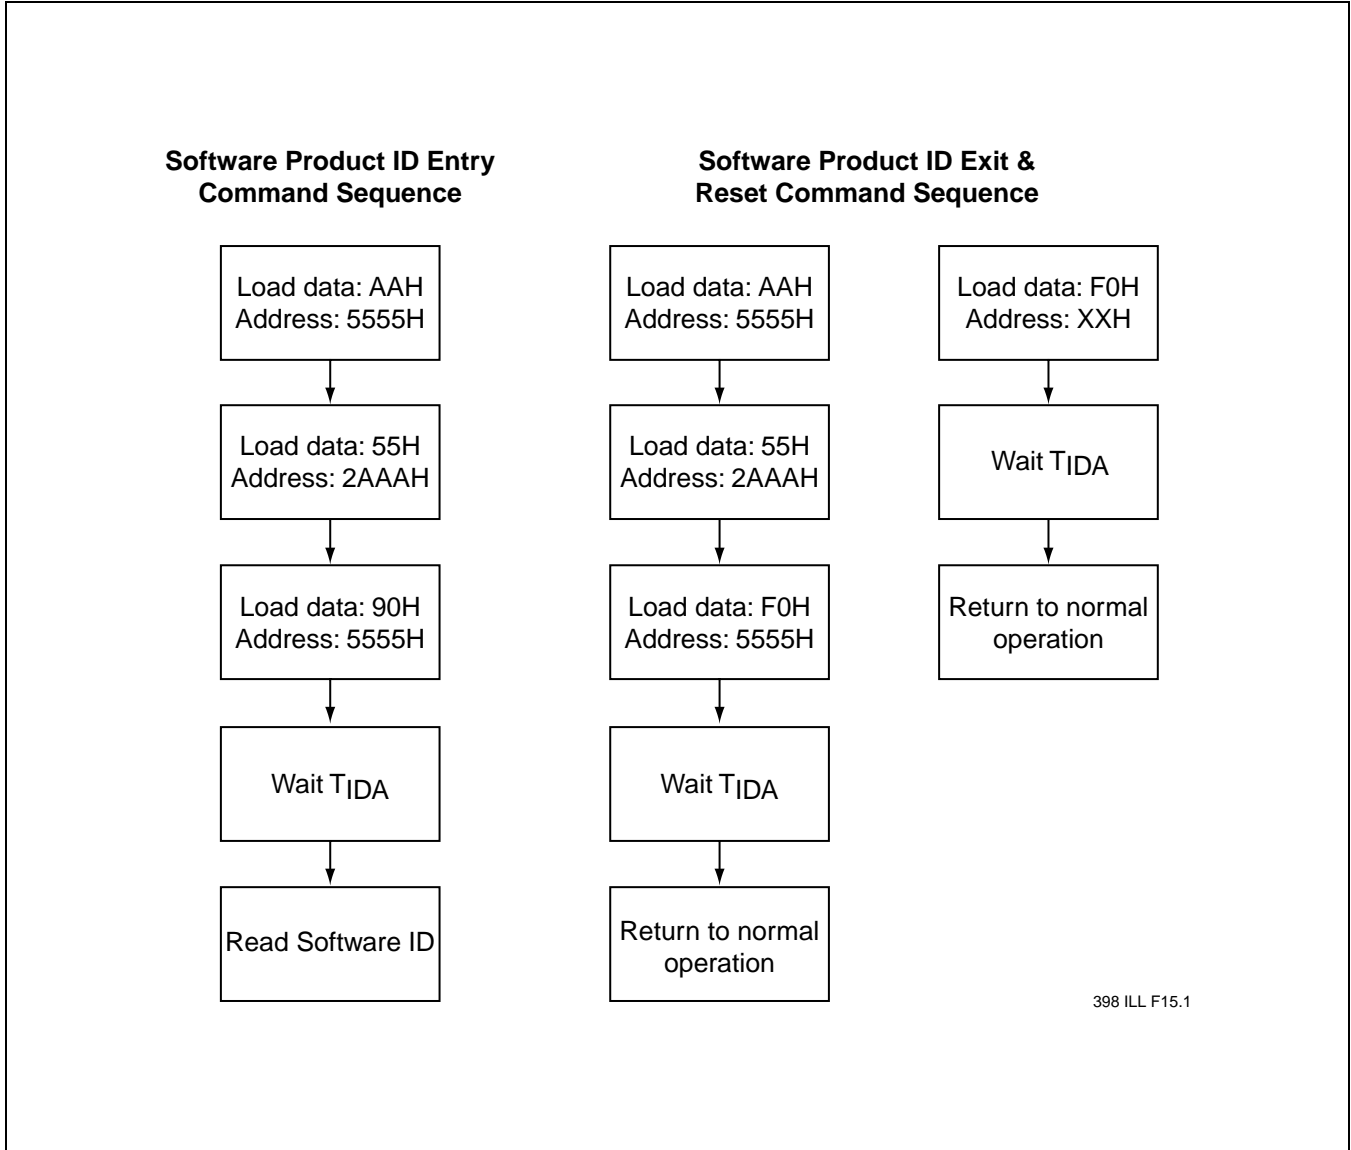 Software Product ID Entry
Command Sequence
Load data: AAH
Address: 5555H
Load data: 55H
Address: 2AAAH
Load data: 90H
Address: 5555H
Wait TIDA
Read Software ID
Software Product ID Exit &
Reset Command Sequence
Load data: AAH
Address: 5555H
Load data: 55H
Address: 2AAAH
Load data: F0H
Address: 5555H
Wait TIDA
Return to normal
operation
Load data: F0H
Address: XXH
Wait TIDA
Return to normal
operation
398 ILL F15.1